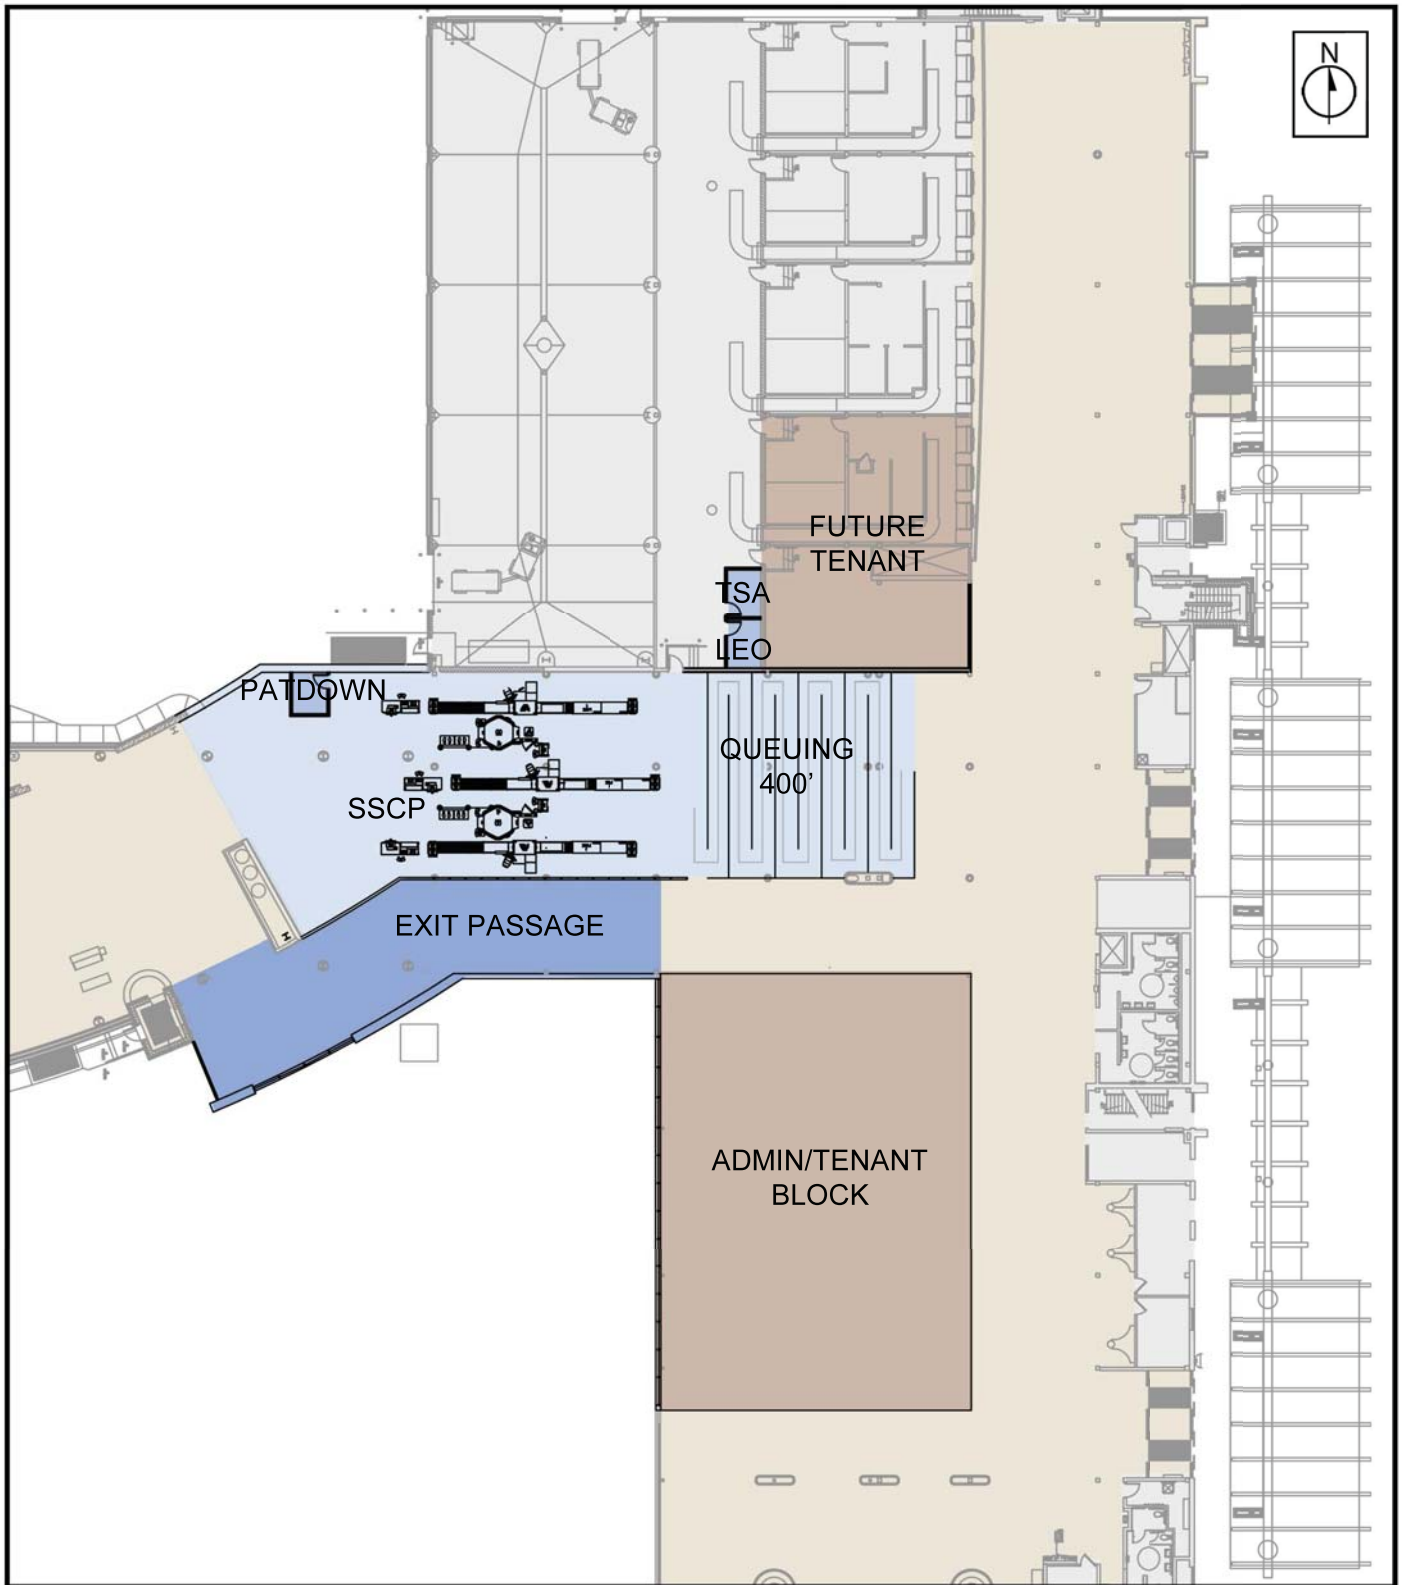 N
FUTURE
TENANT
TSA
LEO
PATDOWN
QUEUING
400'
SSCP
EXIT PASSAGE
H
ADMIN/TENANT
BLOCK